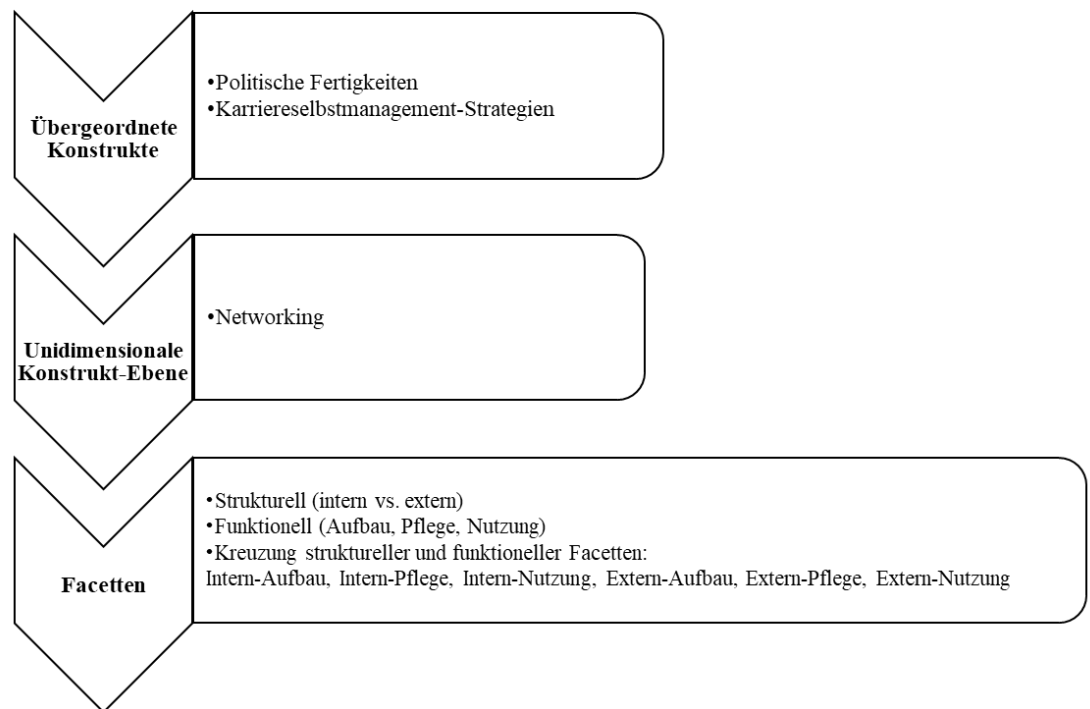 Übergeordnete
Konstrukte
•Politische Fertigkeiten
•Karriereselbstmanagement-Strategien
Unidimensionale
Konstrukt-Ebene
•Networking
Facetten
•Strukturell (intern vs. extern)
•Funktionell (Aufbau, Pflege, Nutzung)
•Kreuzung struktureller und funktioneller Facetten:
Intern-Aufbau, Intern-Pflege, Intern-Nutzung, Extern-Aufbau, Extern-Pflege, Extern-Nutzung